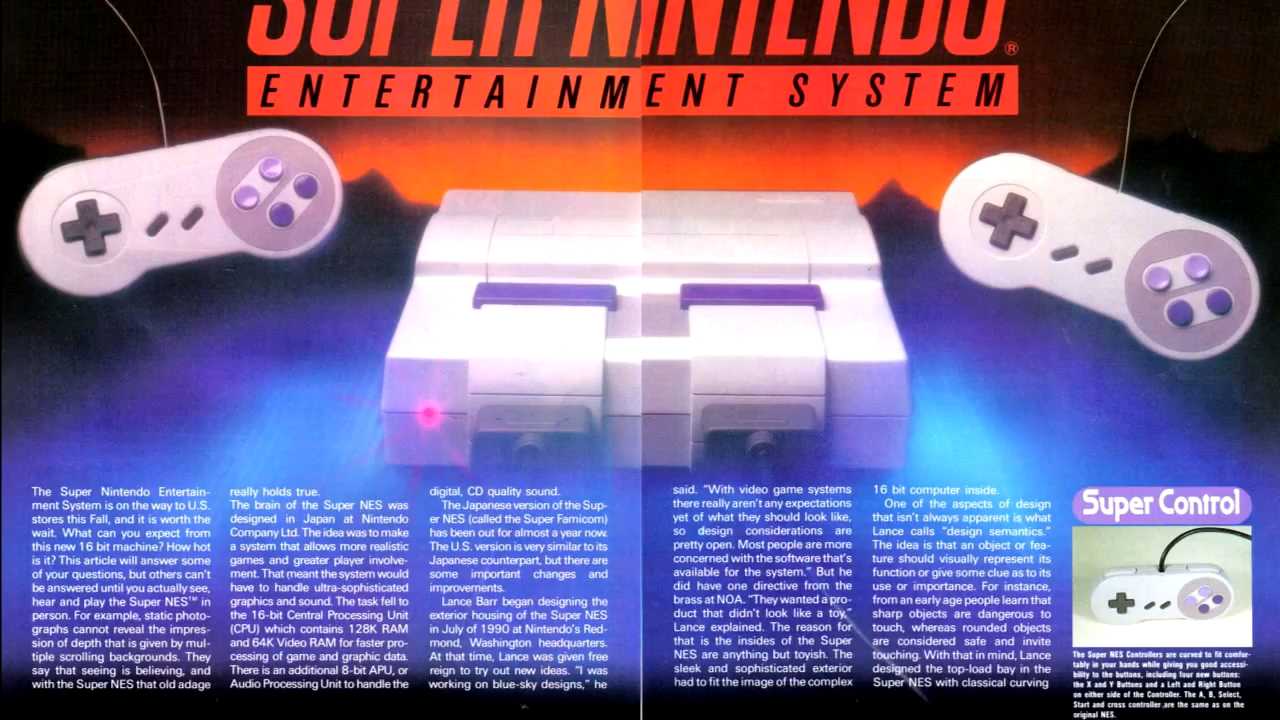 SUPER NINTENDO®
ENTERTAINMENT SYSTEM
The Super Nintendo Entertain-
ment System is on the way to U.S.
stores this Fall, and it is worth the
wait. What can you expect from
this new 16 bit machine? How hot
is it? This article will answer some
of your questions, but others can't
be answered until you actually see,
hear and play the Super NES™ in
person. For example, static photo-
graphs cannot reveal the impres-
sion of depth that is given by mul-
tiple scrolling backgrounds. They
say that seeing is believing, and
with the Super NES that old adage
really holds true.
The brain of the Super NES was
designed in Japan at Nintendo
Company Ltd. The idea was to make
a system that allows more realistic
games and greater player involve-
ment. That meant the system would
have to handle ultra-sophisticated
graphics and sound. The task fell to
the 16-bit Central Processing Unit
(CPU) which contains 128K RAM
and 64K Video RAM for faster pro-
cessing of game and graphic data.
There is an additional 8-bit APU, or
Audio Processing Unit to handle the
digital, CD quality sound.
The Japanese version of the Sup-
er NES (called the Super Famicom)
has been out for almost a year now.
The U.S. version is very similar to its
Japanese counterpart, but there are
some important changes and
improvements.
Lance Barr began designing the
exterior housing of the Super NES
in July of 1990 at Nintendo's Red-
mond, Washington headquarters.
At that time, Lance was given free
reign to try out new ideas. "I was
working on blue-sky designs," he
said. "With video game systems
there really aren't any expectations
yet of what they should look like,
so design considerations are
pretty open. Most people are more
concerned with the software that's
available for the system." But he
did have one directive from the
brass at NOA. "They wanted a pro-
duct that didn't look like a toy,"
Lance explained. The reason for
that is the insides of the Super
NES are anything but toyish. The
sleek and sophisticated exterior
had to fit the image of the complex
16 bit computer inside.
One of the aspects of design
that isn't always apparent is what
Lance calls "design semantics."
The idea is that an object or fea-
ture should visually represent its
function or give some clue as to its
use or importance. For instance,
from an early age people learn that
sharp objects are dangerous to
touch, whereas rounded objects
are considered safe and invite
touching. With that in mind, Lance
designed the top-load bay in the
Super NES with classical curving
Super Control
The Super NES Controllers are curved to fit comfor-
tably in your hands while giving you good accessi-
bility to the buttons, including four new buttons:
the X and Y Buttons and a Left and Right Button
on either side of the Controller. The A, B, Select,
Start and cross controller are the same as on the
original NES.